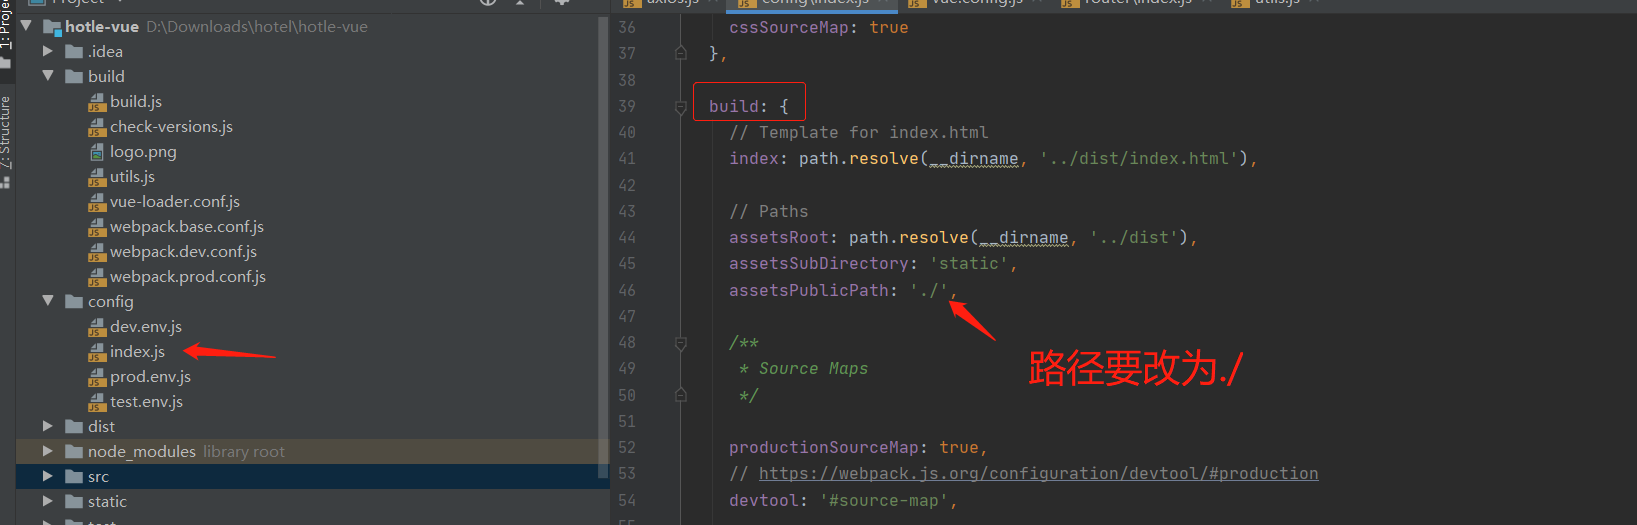 Project
axios.js
config\index.js
vue.config.js
router\index.js
utils.js
1: Project
7: Structure
hotle-vue D:\Downloads\hotel\hotle-vue
.idea
build
build.js
check-versions.js
logo.png
utils.js
vue-loader.conf.js
webpack.base.conf.js
webpack.dev.conf.js
webpack.prod.conf.js
config
dev.env.js
index.js
prod.env.js
test.env.js
dist
node_modules library root
src
static
test
36 cssSourceMap: true
37 },
38
39 build: {
40 // Template for index.html
41 index: path.resolve(__dirname, '../dist/index.html'),
42
43 // Paths
44 assetsRoot: path.resolve(__dirname, '../dist'),
45 assetsSubDirectory: 'static',
46 assetsPublicPath: './',
47
48 /**
路径要改为./
49 * Source Maps
50 */
51
52 productionSourceMap: true,
53 // https://webpack.js.org/configuration/devtool/#production
54 devtool: '#source-map',
55